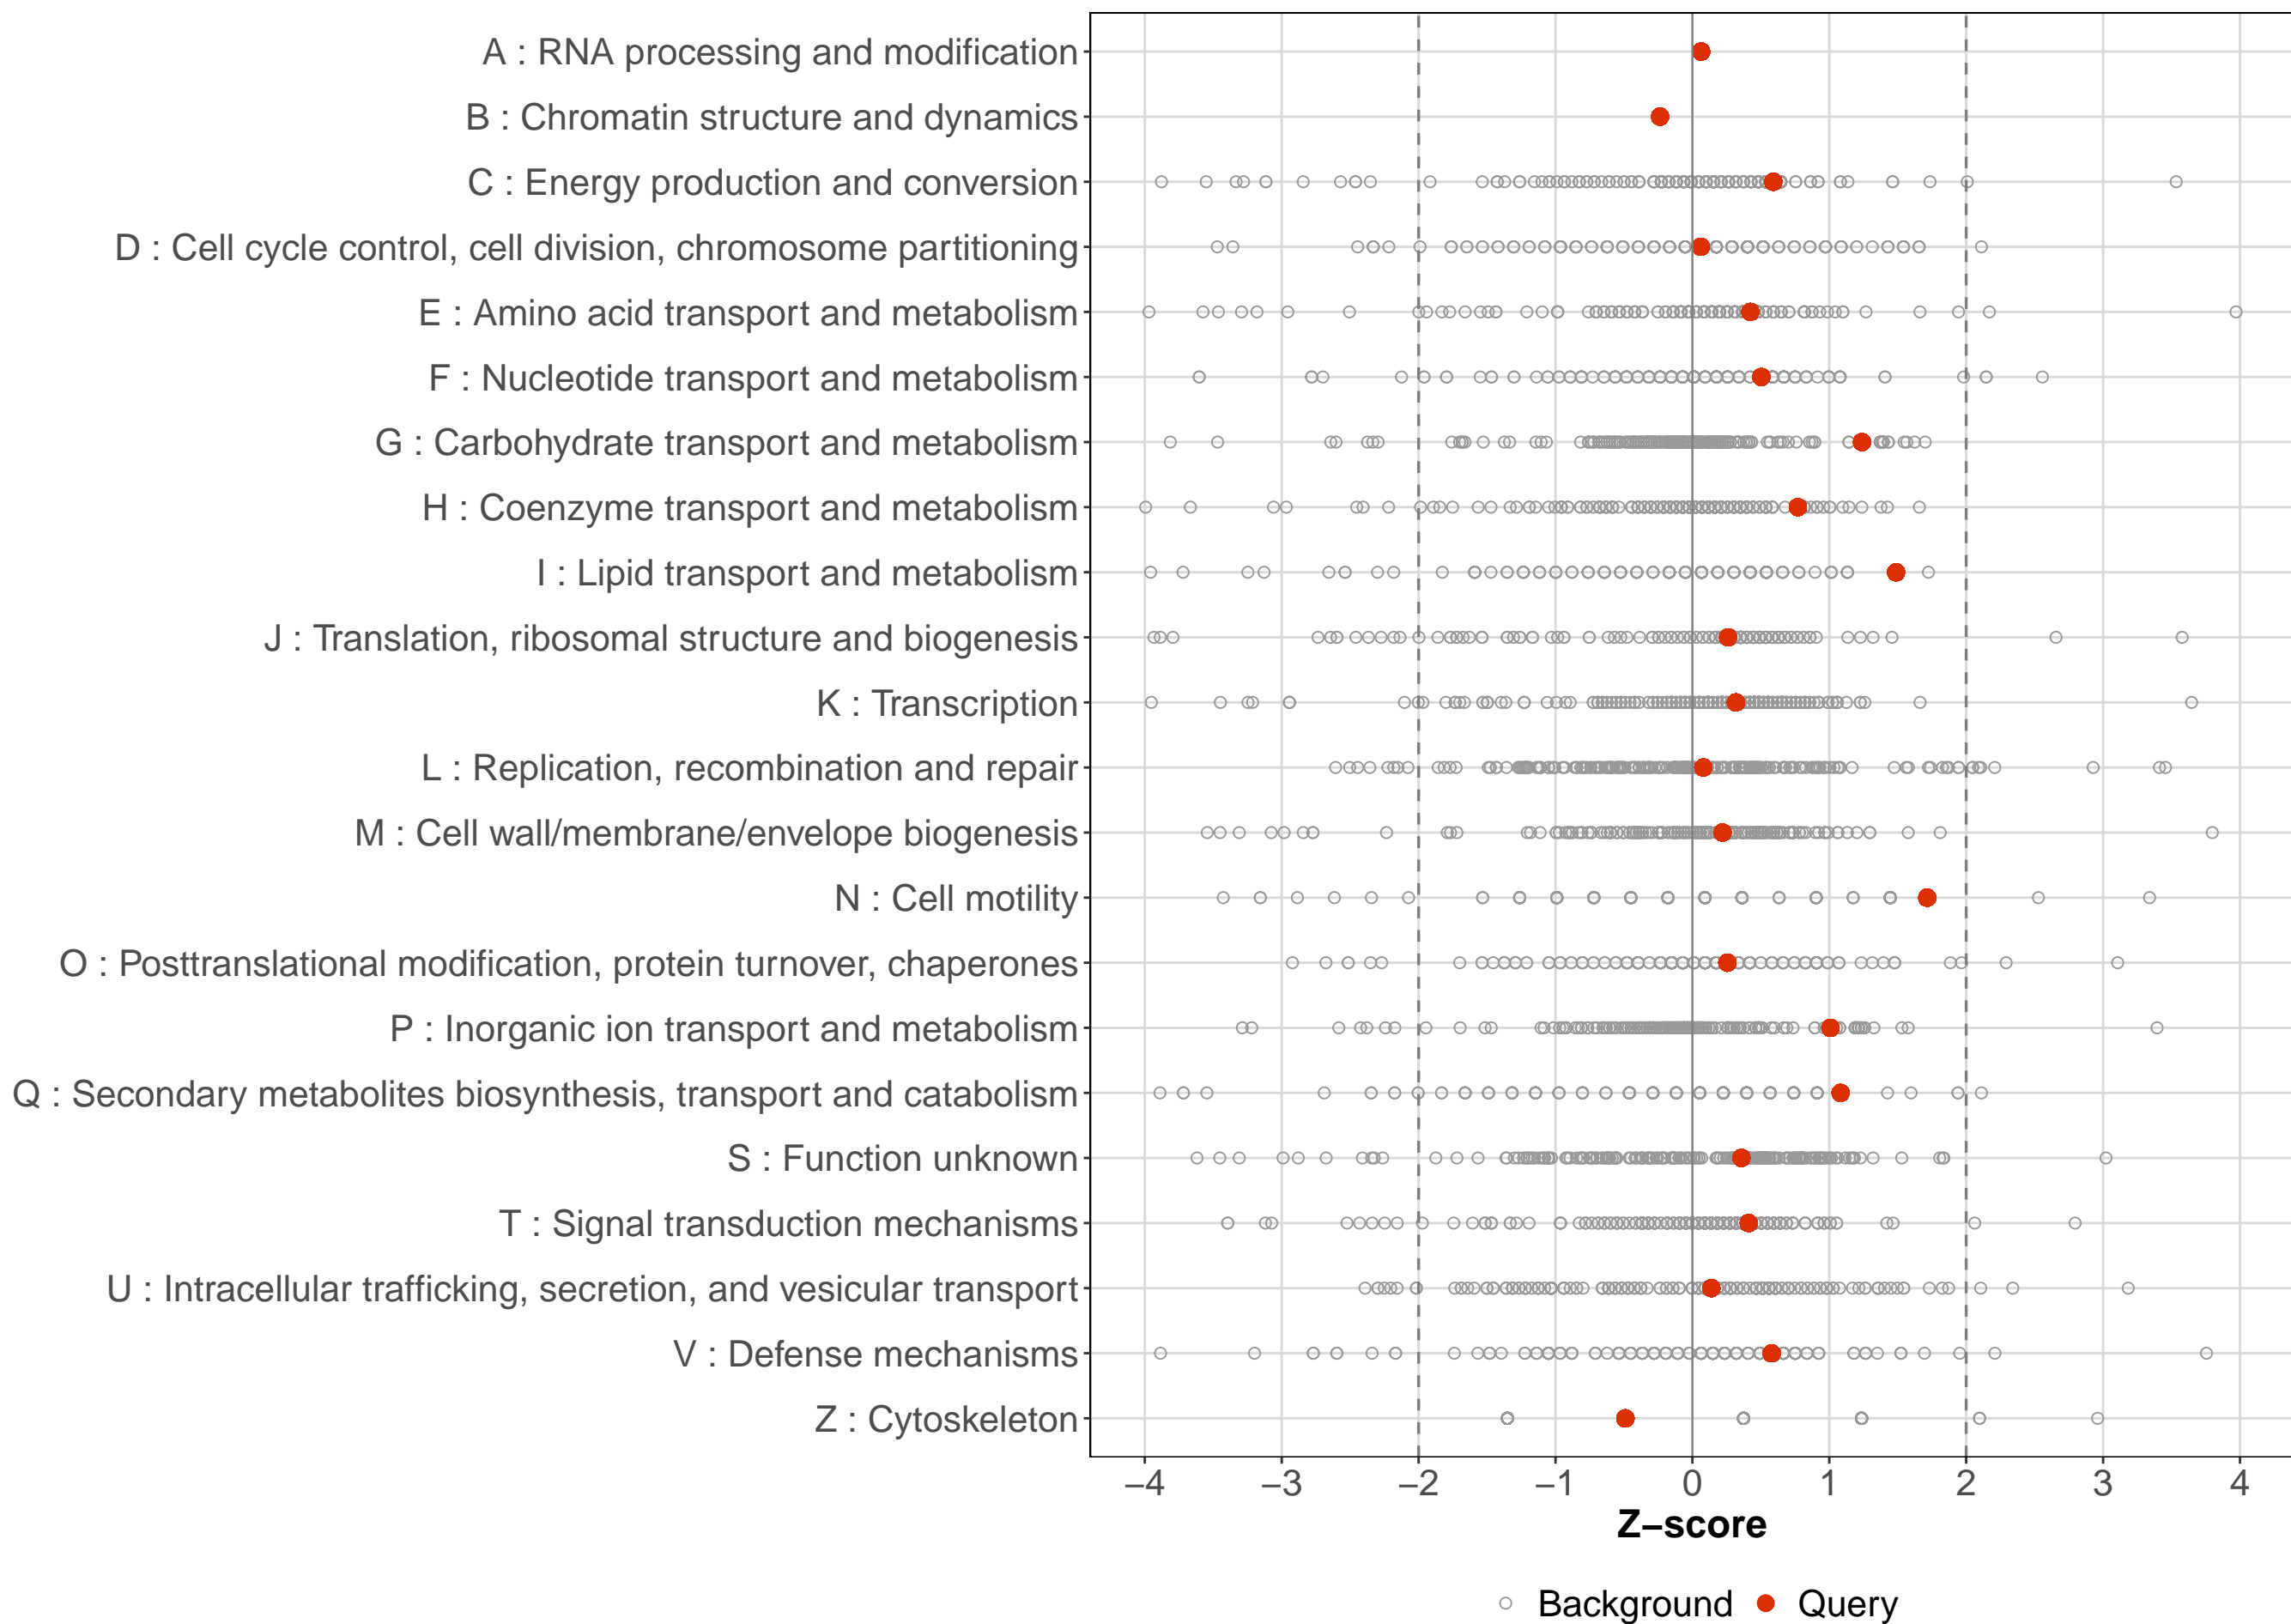 A : RNA processing and modification
B : Chromatin structure and dynamics
C : Energy production and conversion
D : Cell cycle control, cell division, chromosome partitioning
E : Amino acid transport and metabolism
F : Nucleotide transport and metabolism
G : Carbohydrate transport and metabolism
H : Coenzyme transport and metabolism
I : Lipid transport and metabolism
J : Translation, ribosomal structure and biogenesis
K : Transcription
L : Replication, recombination and repair
M : Cell wall/membrane/envelope biogenesis
N : Cell motility
O : Posttranslational modification, protein turnover, chaperones
P : Inorganic ion transport and metabolism
Q : Secondary metabolites biosynthesis, transport and catabolism
S : Function unknown
T : Signal transduction mechanisms
U : Intracellular trafficking, secretion, and vesicular transport
V : Defense mechanisms
Z : Cytoskeleton
−4 −3 −2 −1 0 1 2 3 4
Z−score
Background Query